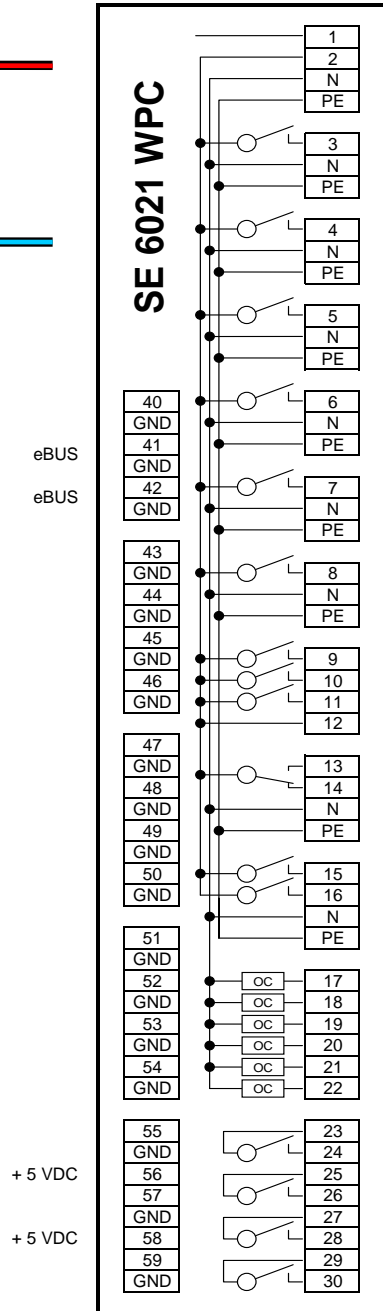 SE 6021 WPC
1
2
N
PE
3
N
PE
4
N
PE
5
N
PE
6
N
PE
7
N
PE
8
N
PE
9
10
11
12
13
14
N
PE
15
16
N
PE
OC 17
OC 18
OC 19
OC 20
OC 21
OC 22
23
24
25
26
27
28
29
30
40
GND
eBUS 41
GND
eBUS 42
GND
43
GND
44
GND
45
GND
46
GND
47
GND
48
GND
49
GND
50
GND
51
GND
52
GND
53
GND
54
GND
55
GND
+ 5 VDC 56
57
GND
+ 5 VDC 58
59
GND